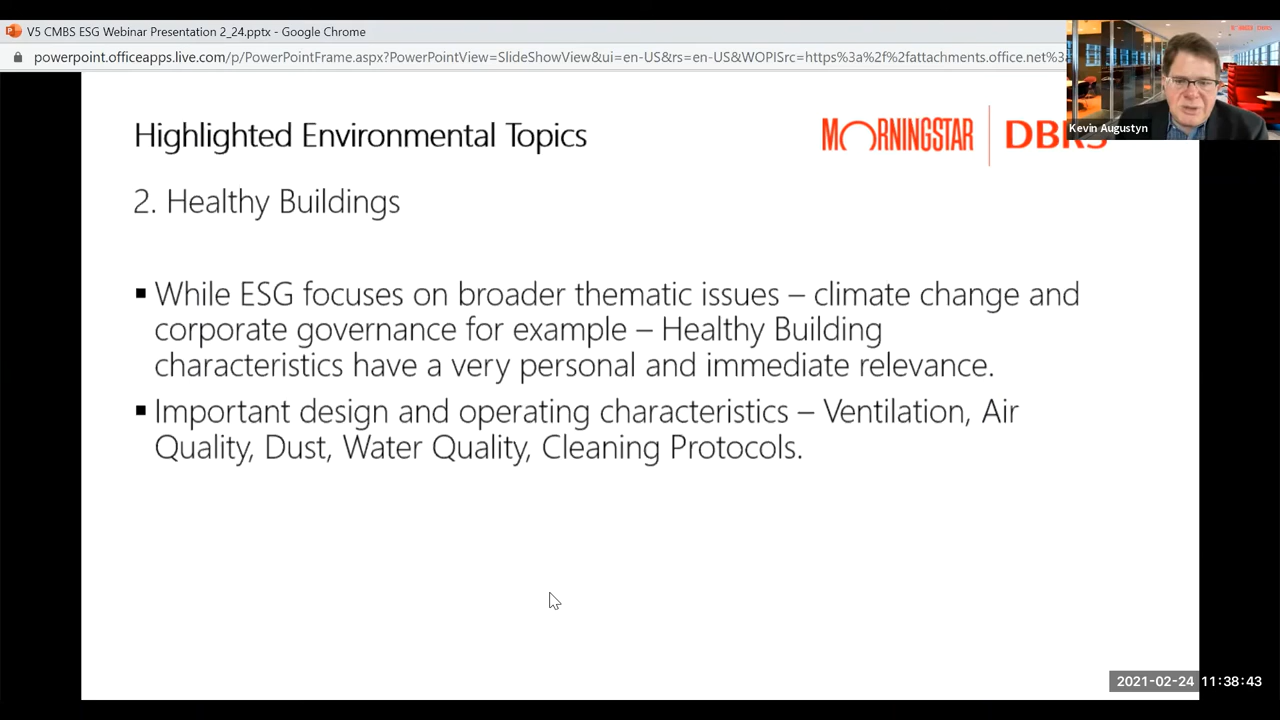 V5 CMBS ESG Webinar Presentation 2_24.pptx - Google Chrome
powerpoint.officeapps.live.com/p/PowerPointFrame.aspx?PowerPointView=SlideShowView&ui=en-US&rs=en-US&WOPISrc=https%3a%2f%2fattachments.office.net%3
Kevin Augustyn
Highlighted Environmental Topics
MORNINGSTAR | DBRS
2. Healthy Buildings
▪ While ESG focuses on broader thematic issues – climate change and
corporate governance for example – Healthy Building
characteristics have a very personal and immediate relevance.
▪ Important design and operating characteristics – Ventilation, Air
Quality, Dust, Water Quality, Cleaning Protocols.
2021-02-24 11:38:43